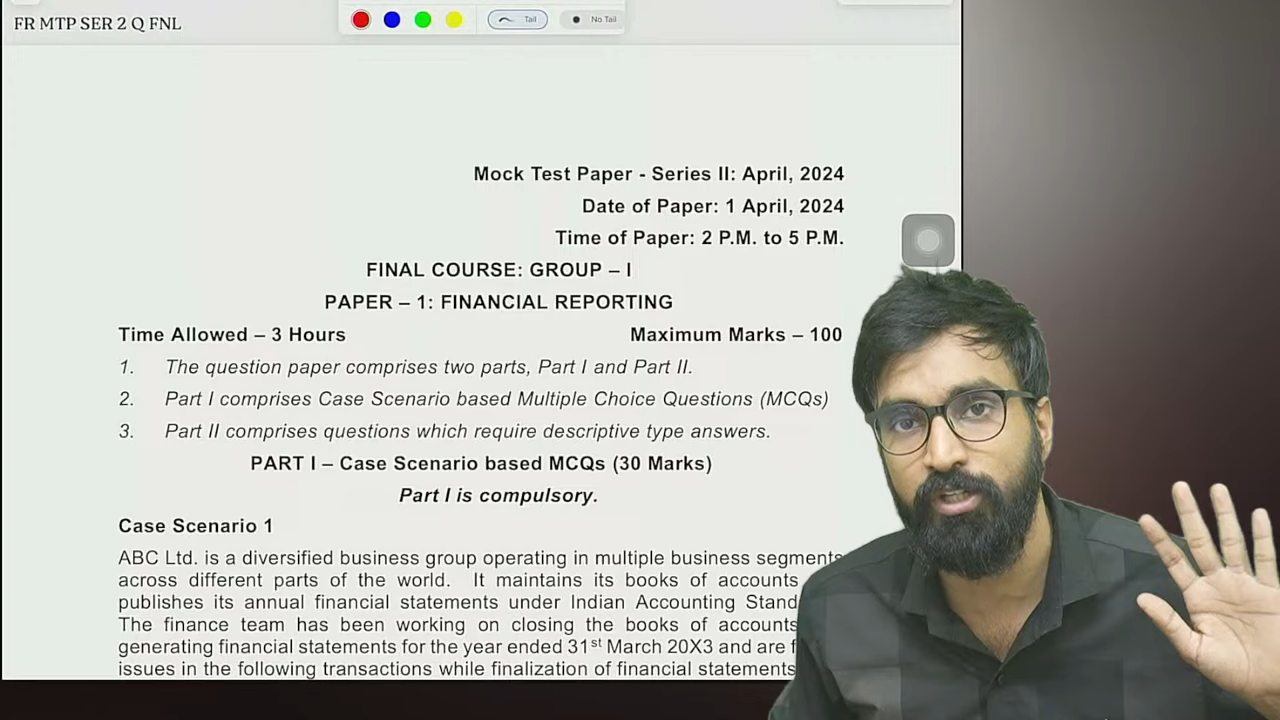 FR MTP SER 2 Q FNL
Tail
No Tail
Mock Test Paper - Series II: April, 2024
Date of Paper: 1 April, 2024
Time of Paper: 2 P.M. to 5 P.M.
FINAL COURSE: GROUP – I
PAPER – 1: FINANCIAL REPORTING
Time Allowed – 3 Hours Maximum Marks – 100
1. The question paper comprises two parts, Part I and Part II.
2. Part I comprises Case Scenario based Multiple Choice Questions (MCQs)
3. Part II comprises questions which require descriptive type answers.
PART I – Case Scenario based MCQs (30 Marks)
Part I is compulsory.
Case Scenario 1
ABC Ltd. is a diversified business group operating in multiple business segments
across different parts of the world. It maintains its books of accounts
publishes its annual financial statements under Indian Accounting
The finance team has been working on closing the books of accounts
generating financial statements for the year ended 31st March 20X3 and are
issues in the following transactions while finalization of financial statements